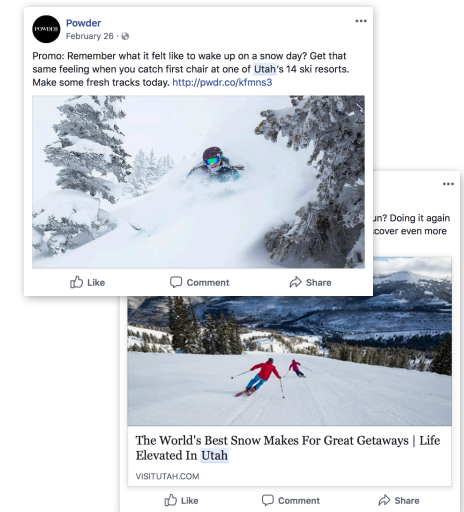 POWDER
Powder
February 26 ·
Promo: Remember what it felt like to wake up on a snow day? Get that
same feeling when you catch first chair at one of Utah's 14 ski resorts.
Make some fresh tracks today. http://pwdr.co/kfmns3
Like Comment Share
un? Doing it again
cover even more
The World's Best Snow Makes For Great Getaways | Life
Elevated In Utah
VISITUTAH.COM
Like Comment Share